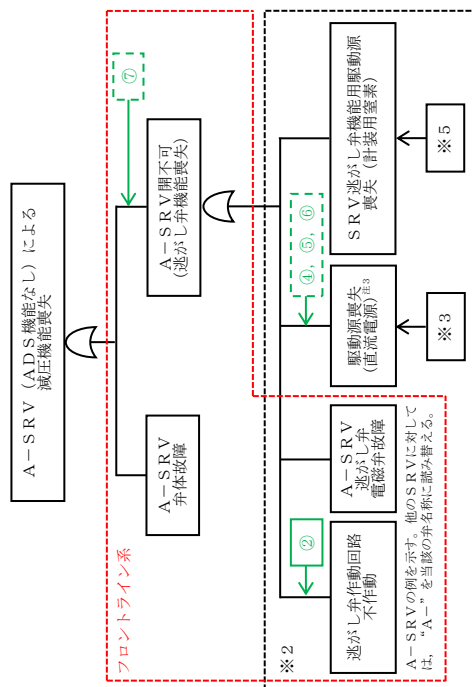 A-SRV(ADS機能なし)による
減圧機能喪失
フロントライン系
⑦
A-SRV
弁体故障
A-SRV開不可
(逃がし弁機能喪失)
※2
②
④,⑤,⑥
逃がし弁作動回路
不作動
A-SRV
逃がし弁
電磁弁故障
駆動源喪失
(直流電源)注3
SRV逃がし弁機能用駆動源
喪失(計装用窒素)
※3
※5
A-SRVの例を示す。他のSRVに対して
は,“A-”を当該の弁名称に読み替える。